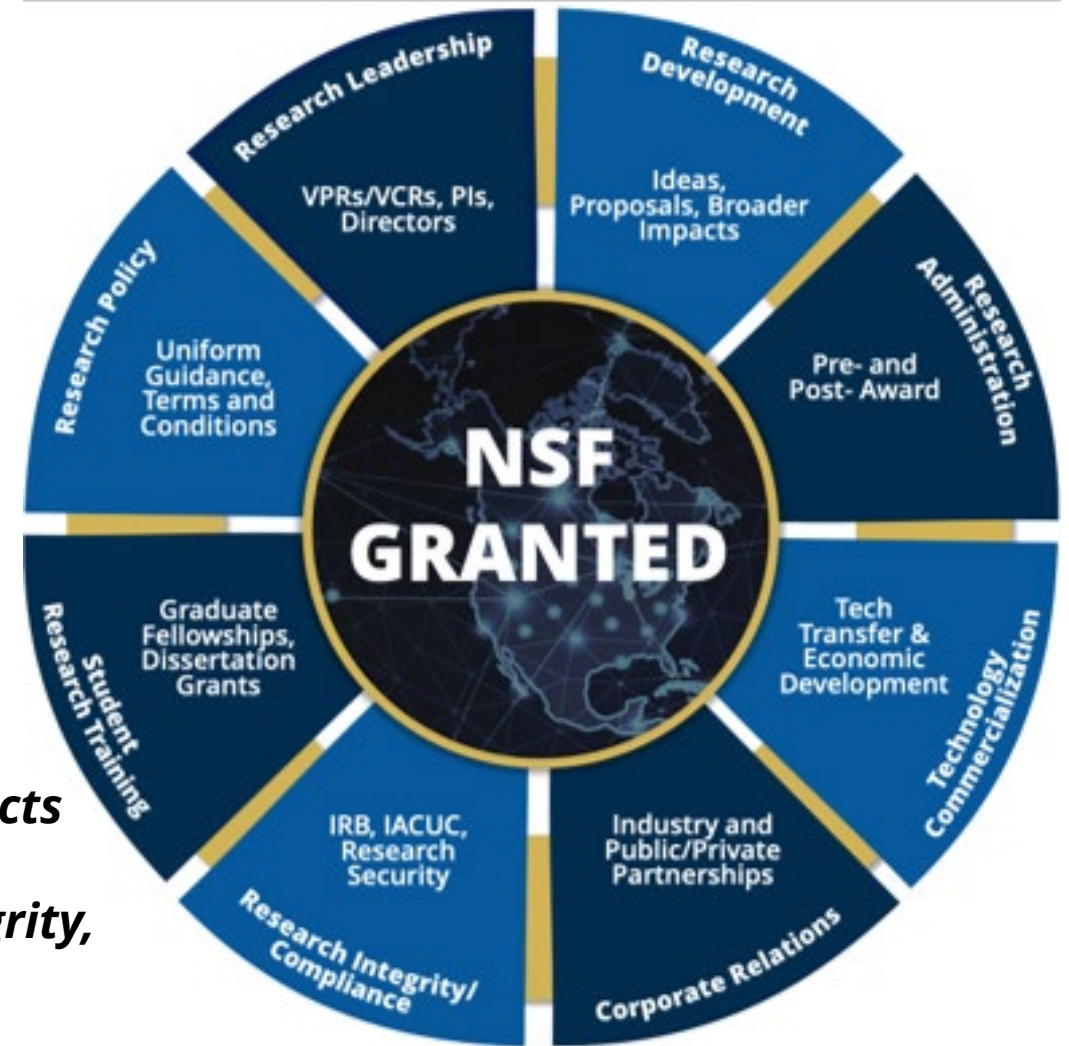 Research Leadership
VPRs/VCRs, PIs,
Directors
Research
Development
Ideas,
Proposals, Broader
Impacts
Research
Administration
Pre- and
Post- Award
Technology
Commercialization
Tech
Transfer &
Economic
Development
Corporate Relations
Industry and
Public/Private
Partnerships
Research Integrity/
Compliance
IRB, IACUC,
Research
Security
Student
Research Training
Graduate
Fellowships,
Dissertation
Grants
Research Policy
Uniform
Guidance,
Terms and
Conditions
NSF
GRANTED
cts
grity,